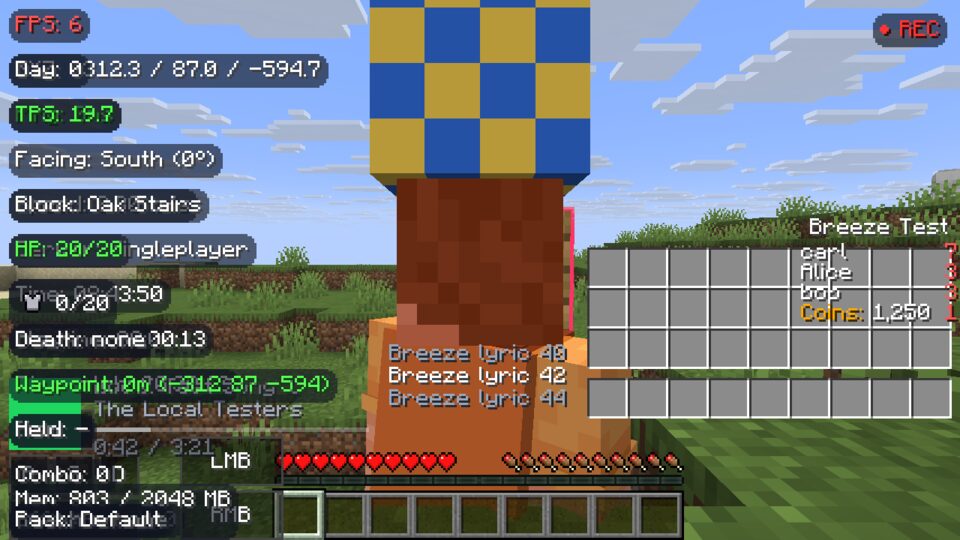 FPS: 6
REC
Day: 0312.3 / 87.0 / -594.7
TPS: 19.7
Facing: South (0°)
Block: Oak Stairs
Breeze Test
HP: 20/20 ingleplayer
carl 7
Alice 3
bob 3
Coins: 1,250 1
0/20 3:50
Death: none 00:13
Breeze lyric 40
Breeze lyric 42
Breeze lyric 44
Waypoint: 0m (-312 87 -594)
The Local Testers
Held: -
0:42 / 3:21
LMB
Combo: 0
Mem: 803 / 2048 MB
Pack: Default
RMB